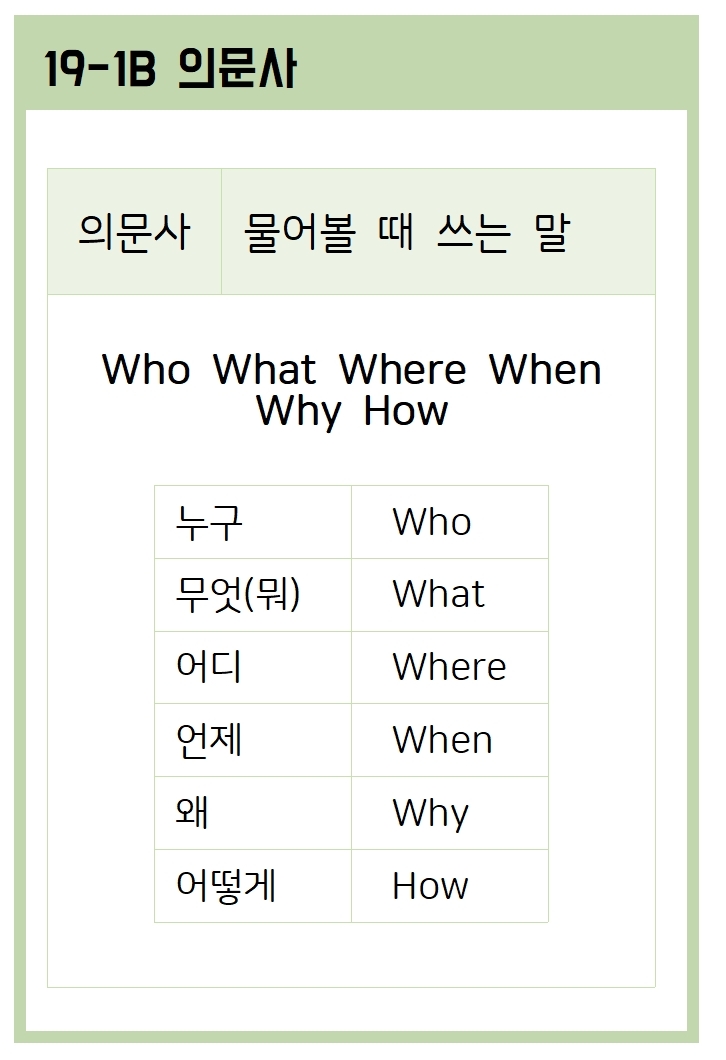 19-1B 의문사
의문사 물어볼 때 쓰는 말
Who What Where When
Why How
누구 Who
무엇(뭐) What
어디 Where
언제 When
왜 Why
어떻게 How